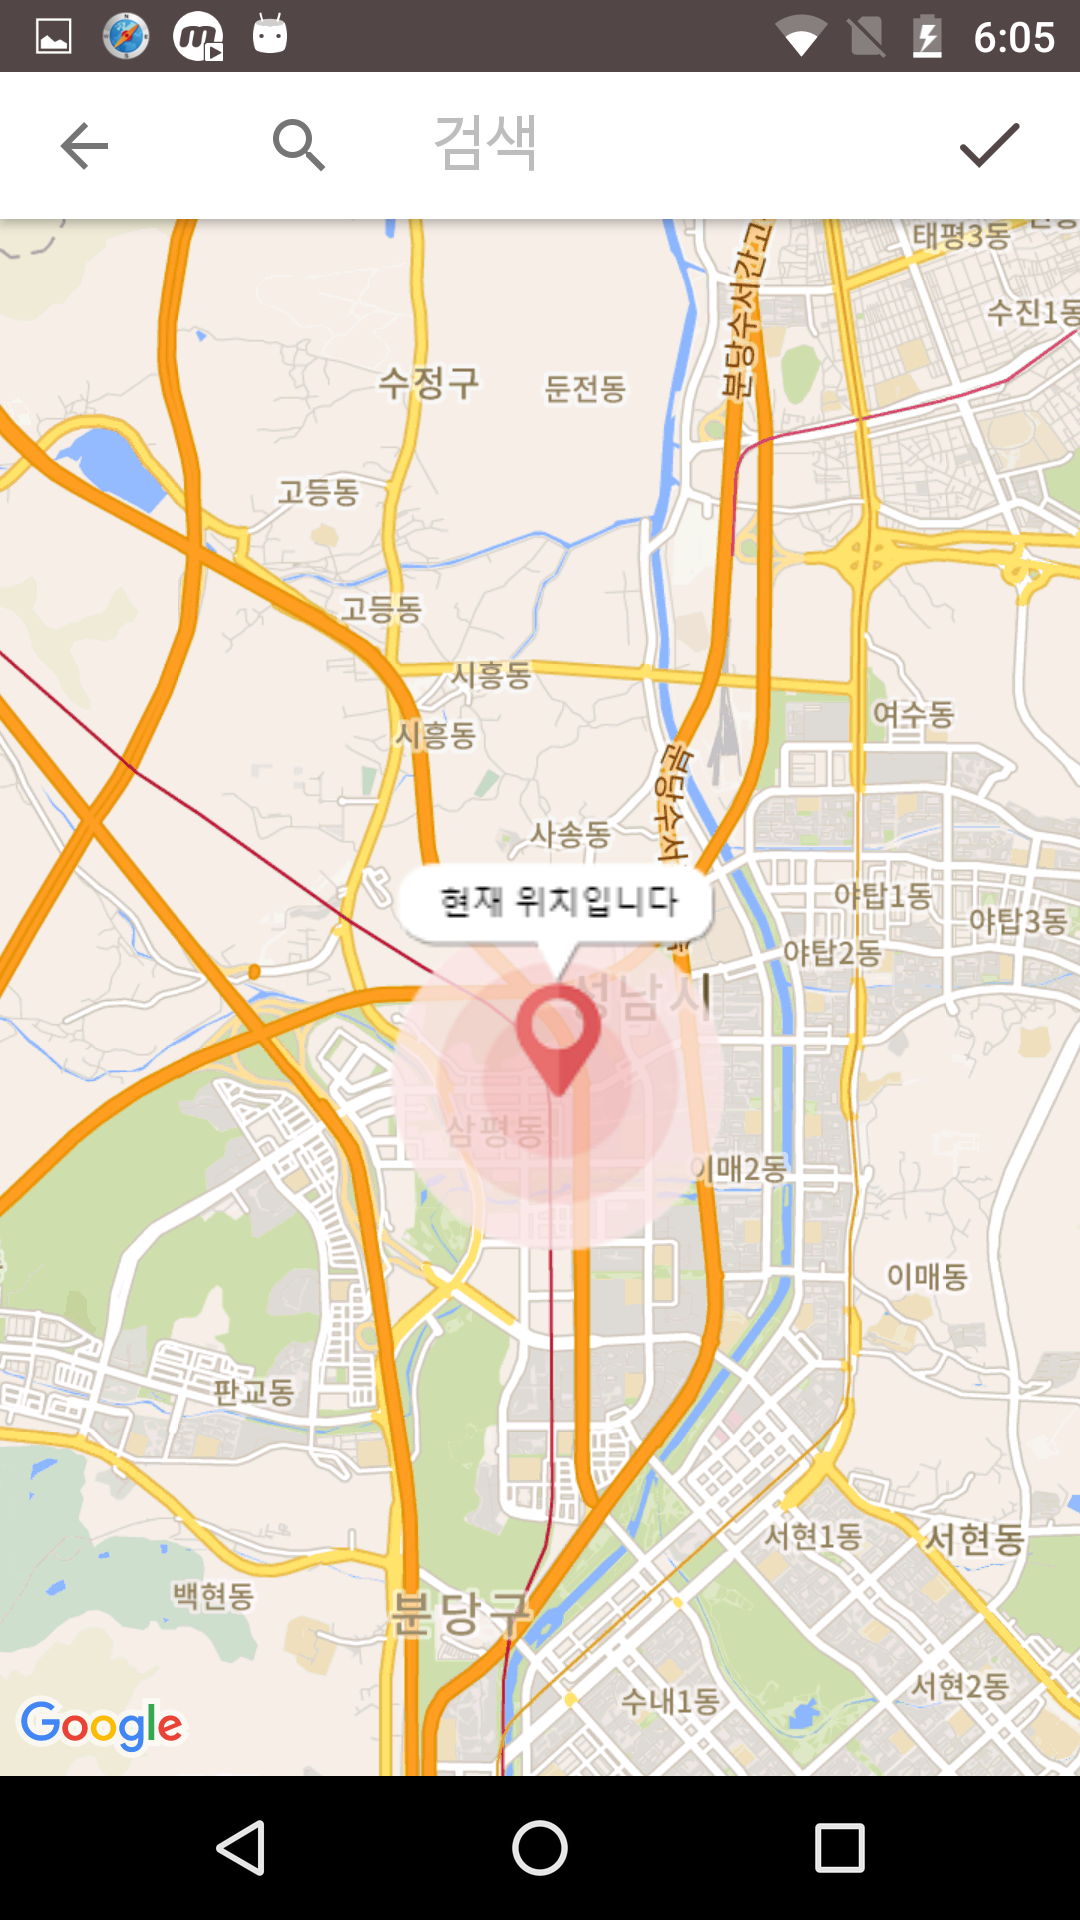 6:05
검색
태평3동
수진1동
분당수서간고
수정구
둔전동
고등동
고등동
시흥동
시흥동
여수동
사송동
현재 위치입니다
야탑1동
야탑3동
야탑2동
성남시
삼평동
이매2동
이매동
판교동
서현1동
서현동
백현동
분당구
서현2동
수내1동
Google